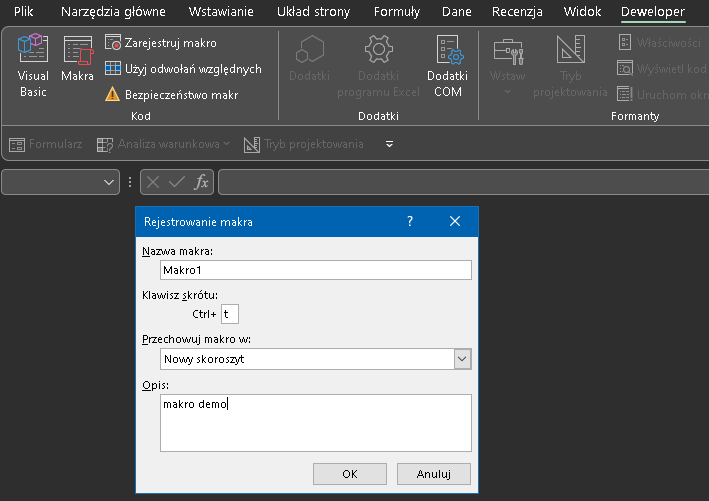 Plik Narzędzia główne Wstawianie Układ strony Formuły Dane Recenzja Widok Deweloper
Visual Basic
Makra
Zarejestruj makro
Użyj odwołań względnych
Bezpieczeństwo makr
Kod
Dodatki
Dodatki programu Excel
Dodatki COM
Dodatki
Wstaw
Tryb projektowania
Właściwości
Wyświetl kod
Uruchom okn
Formanty
Formularz Analiza warunkowa Tryb projektowania
fx
Rejestrowanie makra ?
Nazwa makra:
Makro1
Klawisz skrótu:
Ctrl+ t
Przechowuj makro w:
Nowy skoroszyt
Opis:
makro demo
OK Anuluj